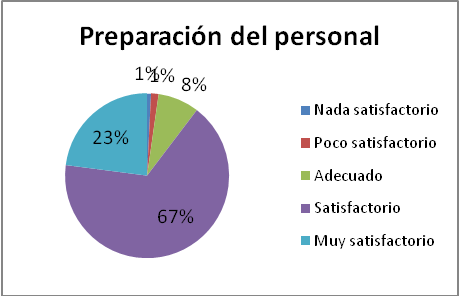 Preparación del personal
1%
1%
8%
23%
67%
Nada satisfactorio
Poco satisfactorio
Adecuado
Satisfactorio
Muy satisfactorio